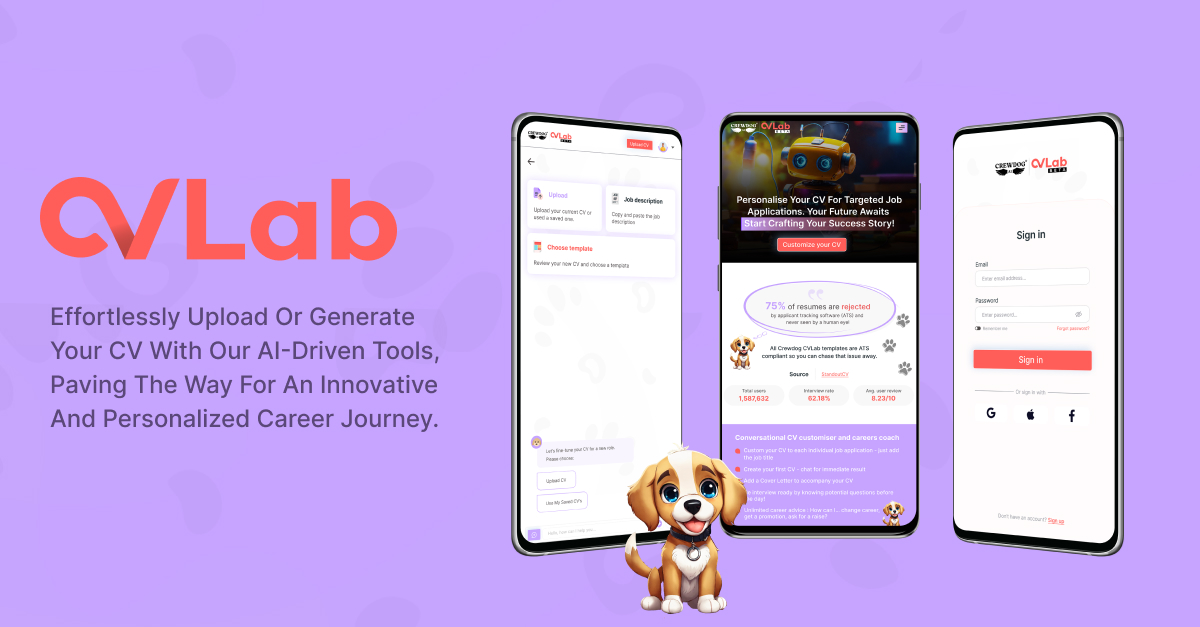 CVLab
Effortlessly Upload Or Generate
Your CV With Our AI-Driven Tools,
Paving The Way For An Innovative
And Personalized Career Journey.
CREWDOG CVLab
BETA
Upload CV
Upload
Upload your current CV or
used a saved one.
Job description
Copy and paste the job
description
Choose template
Review your new CV and choose a template
Let's fine-tune your CV for a new role.
Please choose:
Upload CV
Use My Saved CV's
CREWDOG CVLab
BETA
Personalise Your CV For Targeted Job
Applications. Your Future Awaits
Start Crafting Your Success Story!
Customize your CV
75% of resumes are rejected
by applicant tracking software (ATS) and
never seen by a human eye!
All Crewdog CVLab templates are ATS
compliant so you can chase that issue away.
Source
StandoutCV
Total users
1,587,632
Interview rate
62.18%
Avg. user review
8.23/10
Conversational CV customiser and careers coach
Custom your CV to each individual job application - just add
the job title
Create your first CV - chat for immediate result
Add a Cover Letter to accompany your CV
interview ready by knowing potential questions before
day!
Unlimited career advice : How can I... change career,
get a promotion, ask for a raise?
CREWDOG CVLab
BETA
Sign in
Email
Enter email address...
Password
Enter password...
Remember me
Forgot password?
Sign in
Or sign in with
G
f
Don't have an account? Sign up